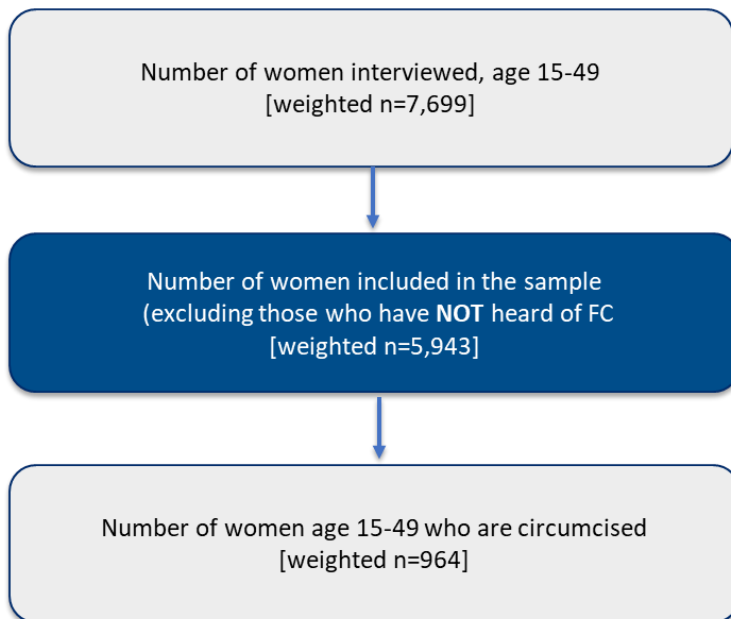 Number of women interviewed, age 15-49
[weighted n=7,699]
Number of women included in the sample
(excluding those who have NOT heard of FC
[weighted n=5,943]
Number of women age 15-49 who are circumcised
[weighted n=964]